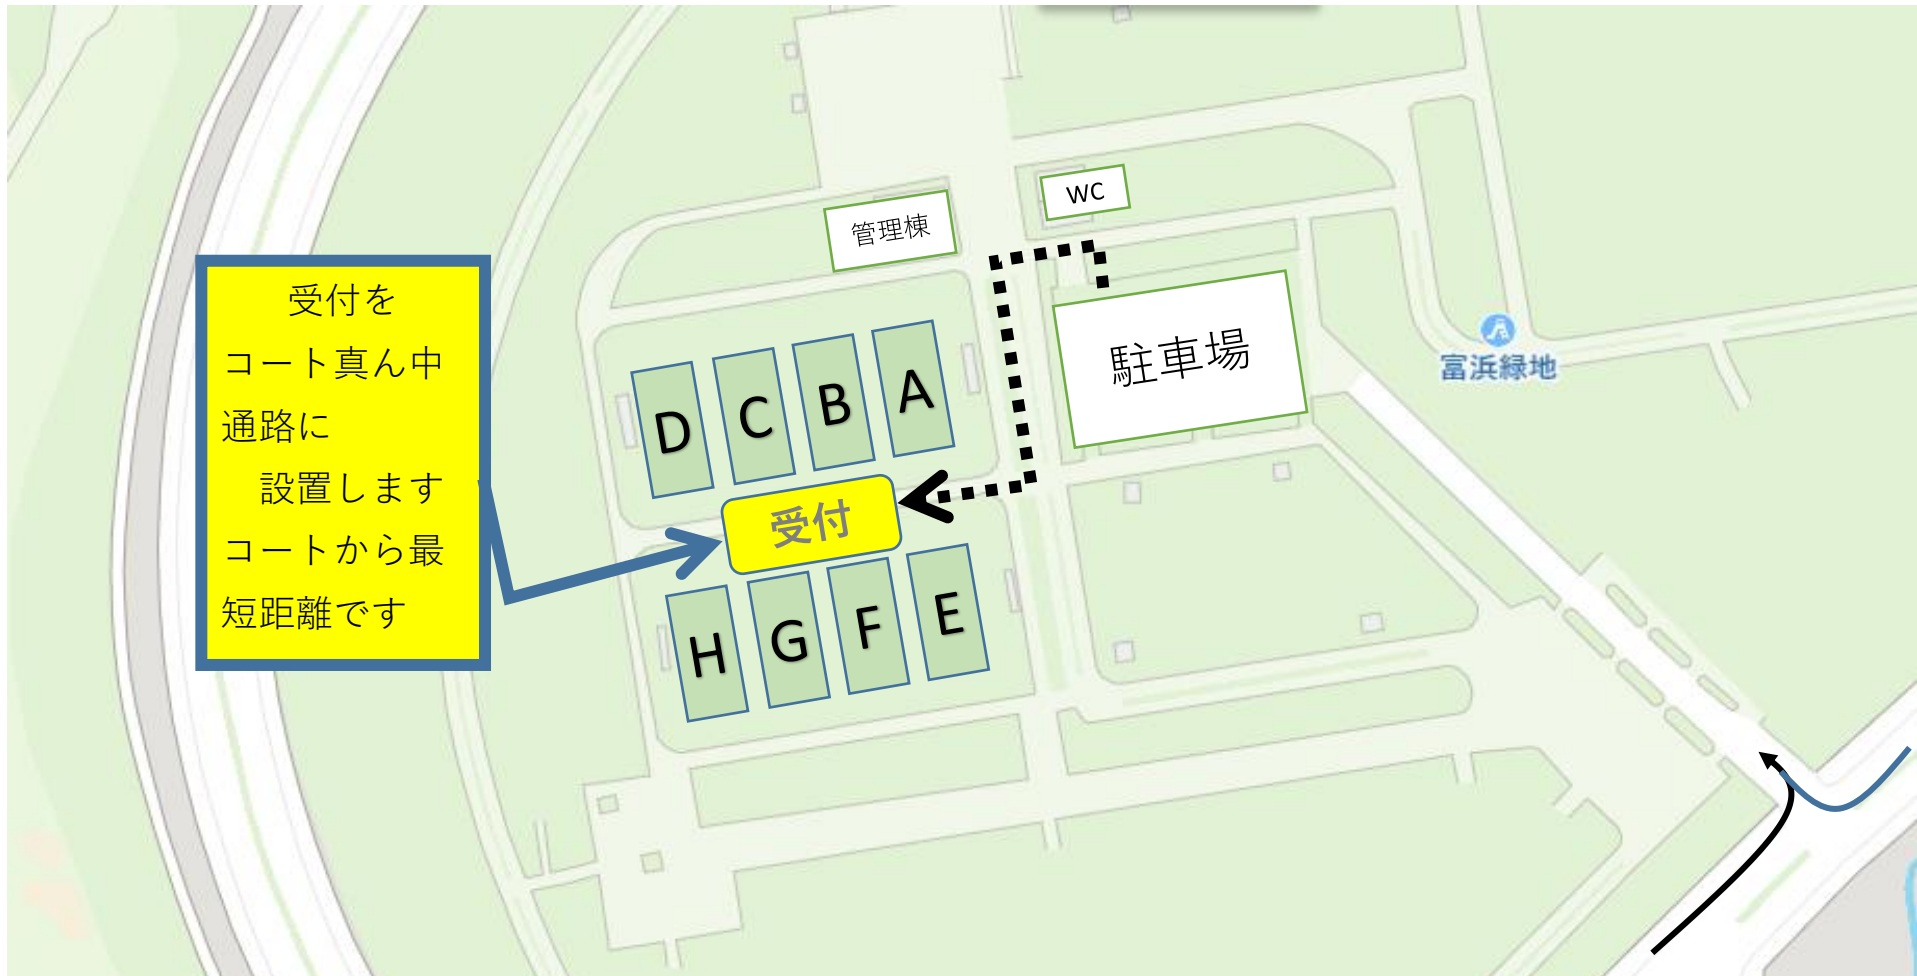 WC
管理棟
受付を
コート真ん中
通路に
設置します
コートから最
短距離です
駐車場
富浜緑地
D C B A
受付
H G F E